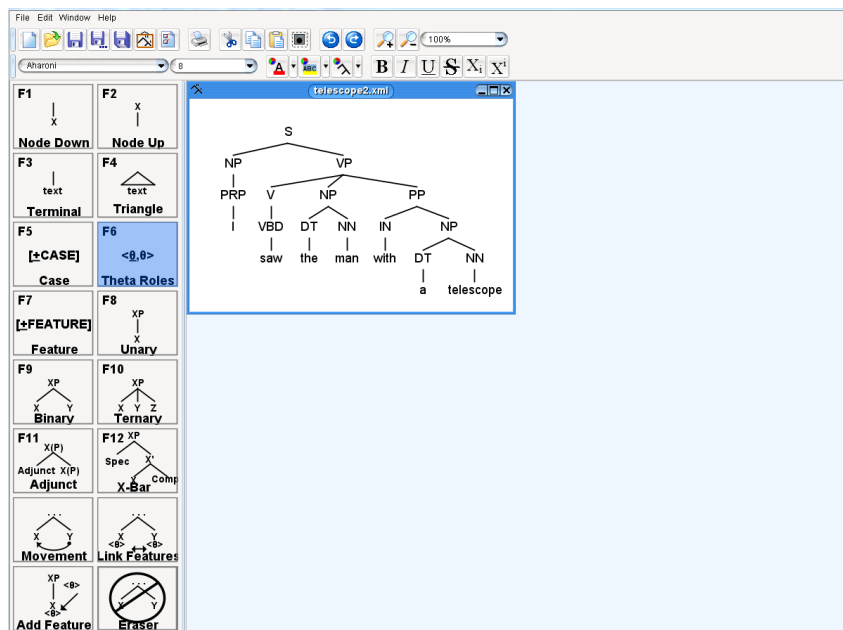 File Edit Window Help
100%
Aharoni 8 A ABC B I U S Xi Xi
telescope2.xml
F1 F2
X X
Node Down Node Up
F3 F4
text text
Terminal Triangle
F5 F6
[±CASE] <θ,θ>
Case Theta Roles
F7 F8
[±FEATURE] XP
X
Feature Unary
F9 F10
XP XP
X Y X Y Z
Binary Ternary
F11 F12
X(P) XP
Spec X'
Adjunct X(P) X Comp
Adjunct X-Bar
... ...
X Y X Y
<θ> <θ>
Movement Link Features
XP <θ> ...
X X Y
<θ>
Add Feature Eraser
S
NP VP
PRP V NP PP
I VBD DT NN IN NP
saw the man with DT NN
a telescope